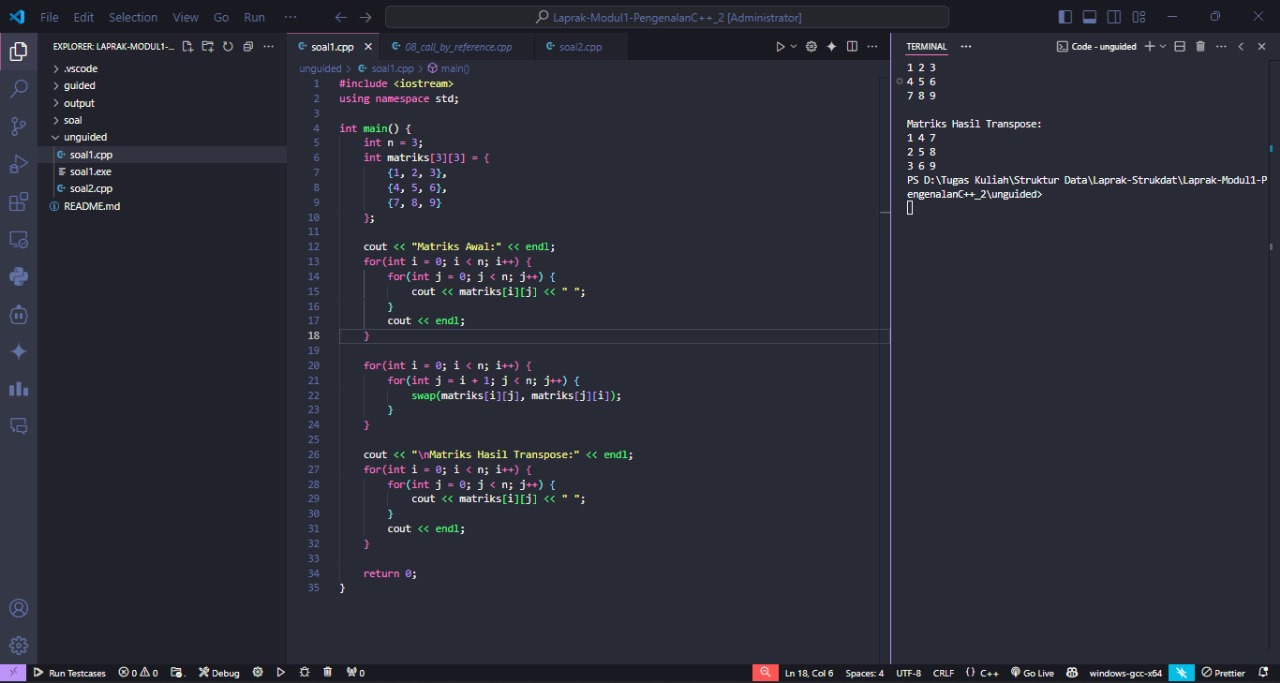 File Edit Selection View Go Run ··· Laprak-Modul1-PengenalanC++_2 [Administrator]
EXPLORER: LAPRAK-MODUL1-...
.vscode
guided
output
soal
unguided
soal1.cpp
soal1.exe
soal2.cpp
README.md
soal1.cpp 08_call_by_reference.cpp soal2.cpp
unguided > soal1.cpp > main()
1 #include <iostream>
2 using namespace std;
3
4 int main() {
5     int n = 3;
6     int matriks[3][3] = {
7         {1, 2, 3},
8         {4, 5, 6},
9         {7, 8, 9}
10     };
11
12     cout << "Matriks Awal:" << endl;
13     for(int i = 0; i < n; i++) {
14         for(int j = 0; j < n; j++) {
15             cout << matriks[i][j] << " ";
16         }
17         cout << endl;
18     }
19
20     for(int i = 0; i < n; i++) {
21         for(int j = i + 1; j < n; j++) {
22             swap(matriks[i][j], matriks[j][i]);
23         }
24     }
25
26     cout << "\nMatriks Hasil Transpose:" << endl;
27     for(int i = 0; i < n; i++) {
28         for(int j = 0; j < n; j++) {
29             cout << matriks[i][j] << " ";
30         }
31         cout << endl;
32     }
33
34     return 0;
35 }
TERMINAL ··· Code - unguided
1 2 3
4 5 6
7 8 9
Matriks Hasil Transpose:
1 4 7
2 5 8
3 6 9
PS D:\Tugas Kuliah\Struktur Data\Laprak-Strukdat\Laprak-Modul1-P
engenalanC++_2\unguided>
Run Testcases 0 0 Debug 0 Ln 18, Col 6 Spaces: 4 UTF-8 CRLF {} C++ Go Live windows-gcc-x64 Prettier